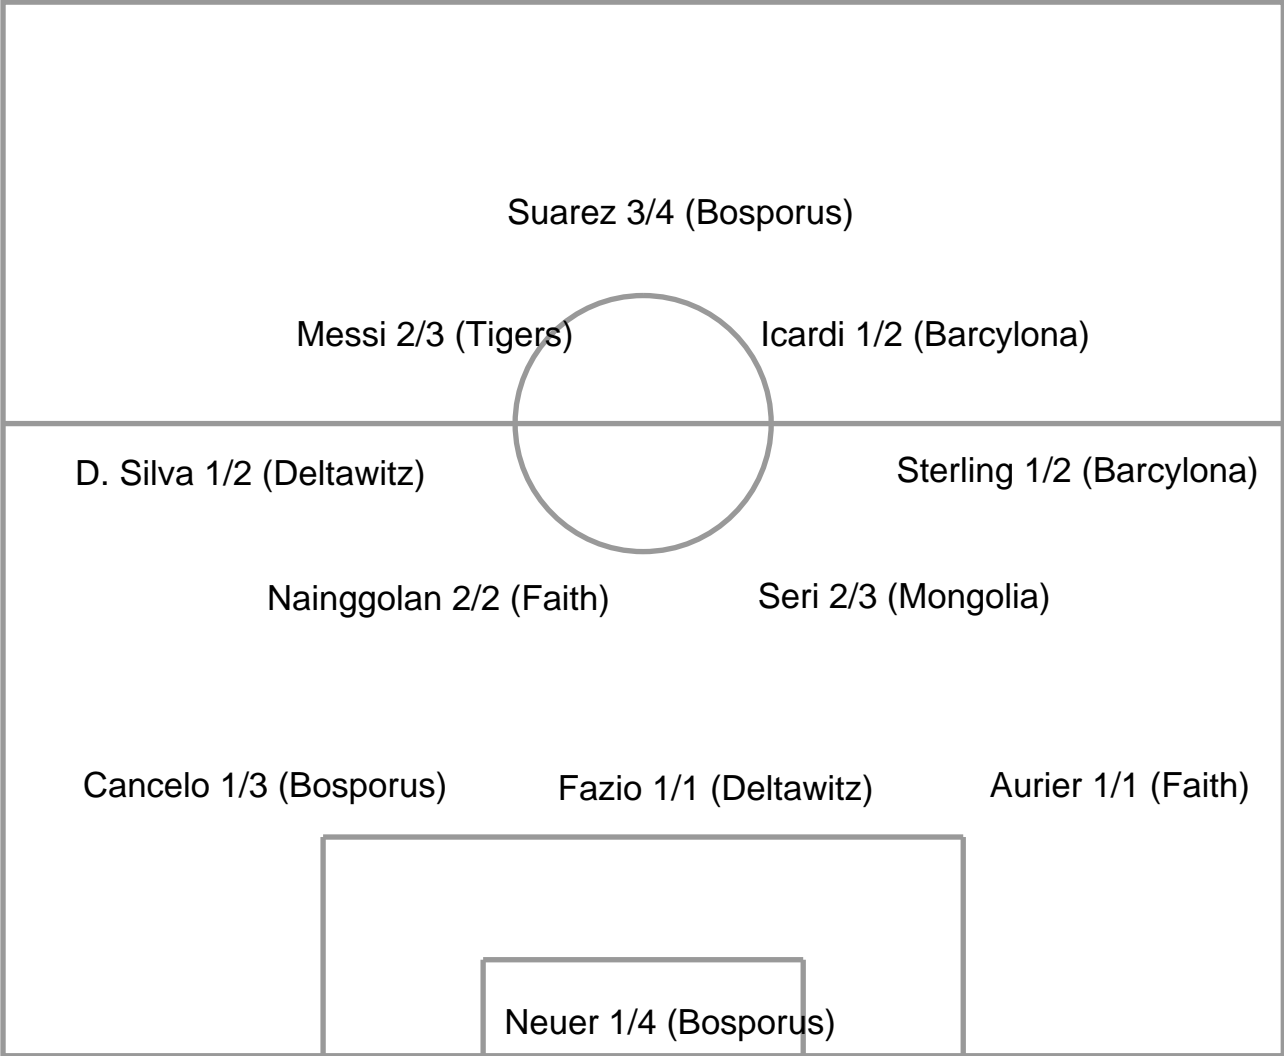 Suarez 3/4 (Bosporus)
Messi 2/3 (Tigers)
Icardi 1/2 (Barcylona)
D. Silva 1/2 (Deltawitz)
Sterling 1/2 (Barcylona)
Nainggolan 2/2 (Faith)
Seri 2/3 (Mongolia)
Cancelo 1/3 (Bosporus)
Fazio 1/1 (Deltawitz)
Aurier 1/1 (Faith)
Neuer 1/4 (Bosporus)